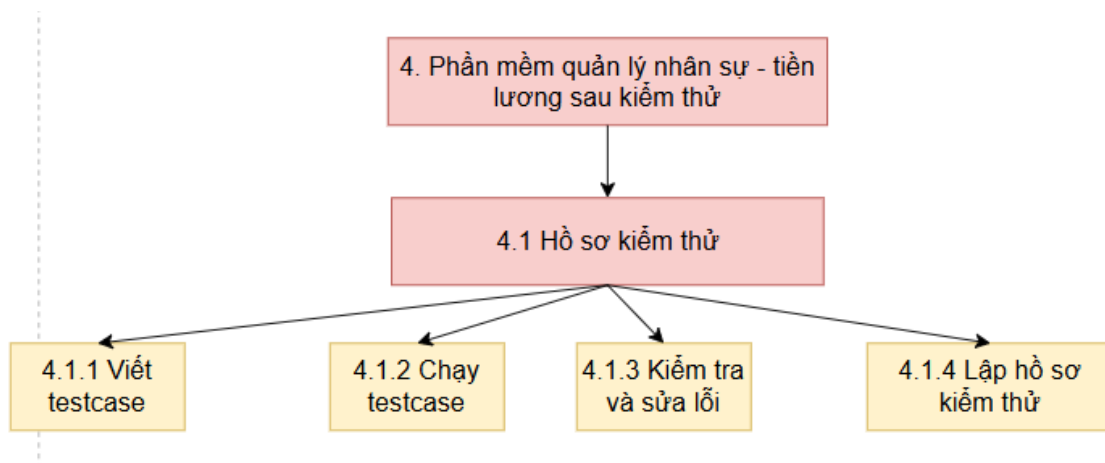 4. Phần mềm quản lý nhân sự - tiền
lương sau kiểm thử
4.1 Hồ sơ kiểm thử
4.1.1 Viết
testcase
4.1.2 Chạy
testcase
4.1.3 Kiểm tra
và sửa lỗi
4.1.4 Lập hồ sơ
kiểm thử